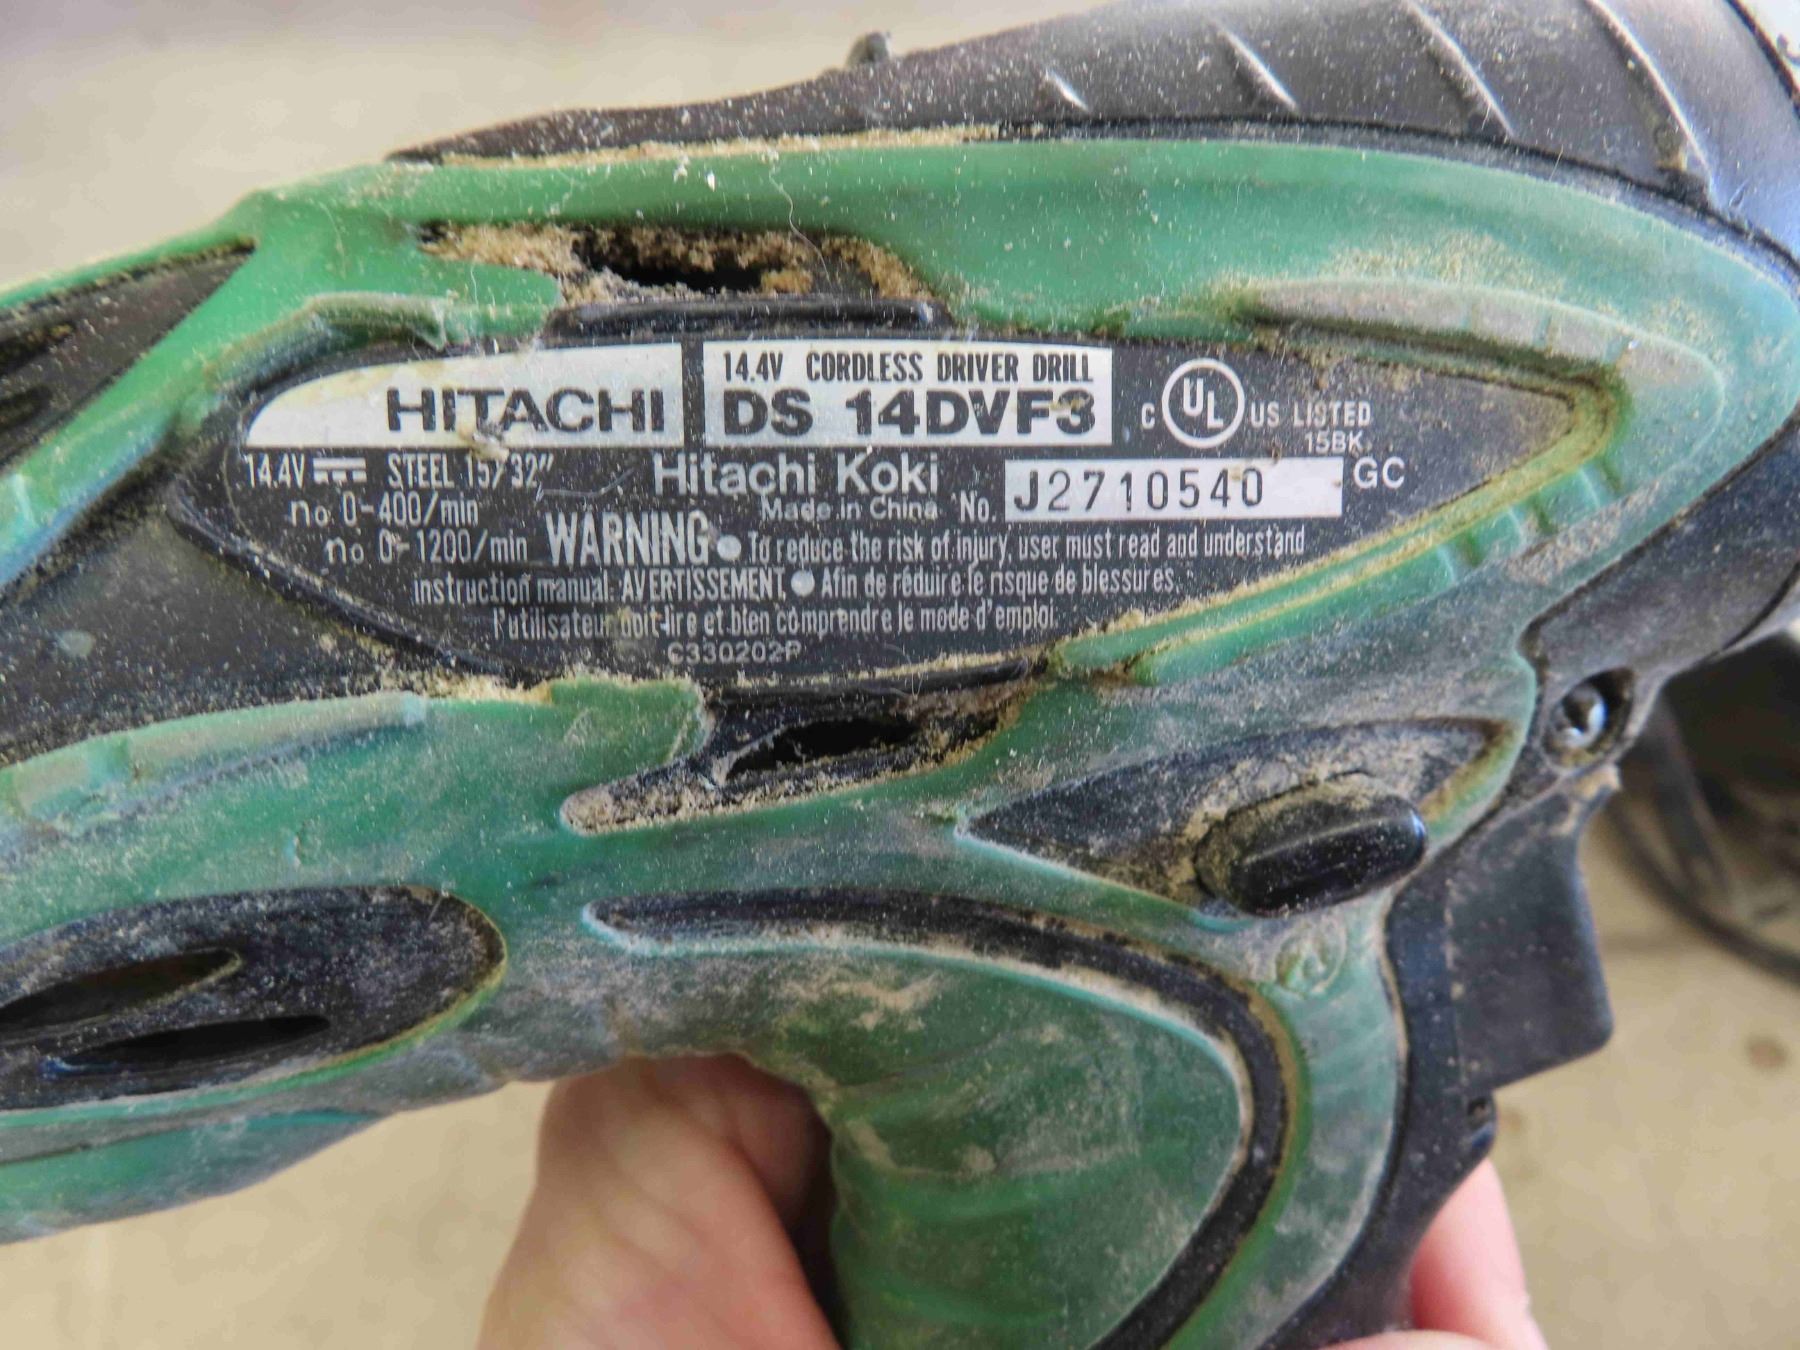 HITACHI
14.4V CORDLESS DRIVER DRILL
DS 14DVF3
C UL US LISTED
15BK
14.4V STEEL 15/32"
Hitachi Koki
no 0-400/min
Made in China No. J2710540 GC
no 0-1200/min WARNING ● To reduce the risk of injury, user must read and understand
instruction manual. AVERTISSEMENT ● Afin de réduire le risque de blessures,
l'utilisateur doit lire et bien comprendre le mode d'emploi.
C330202P